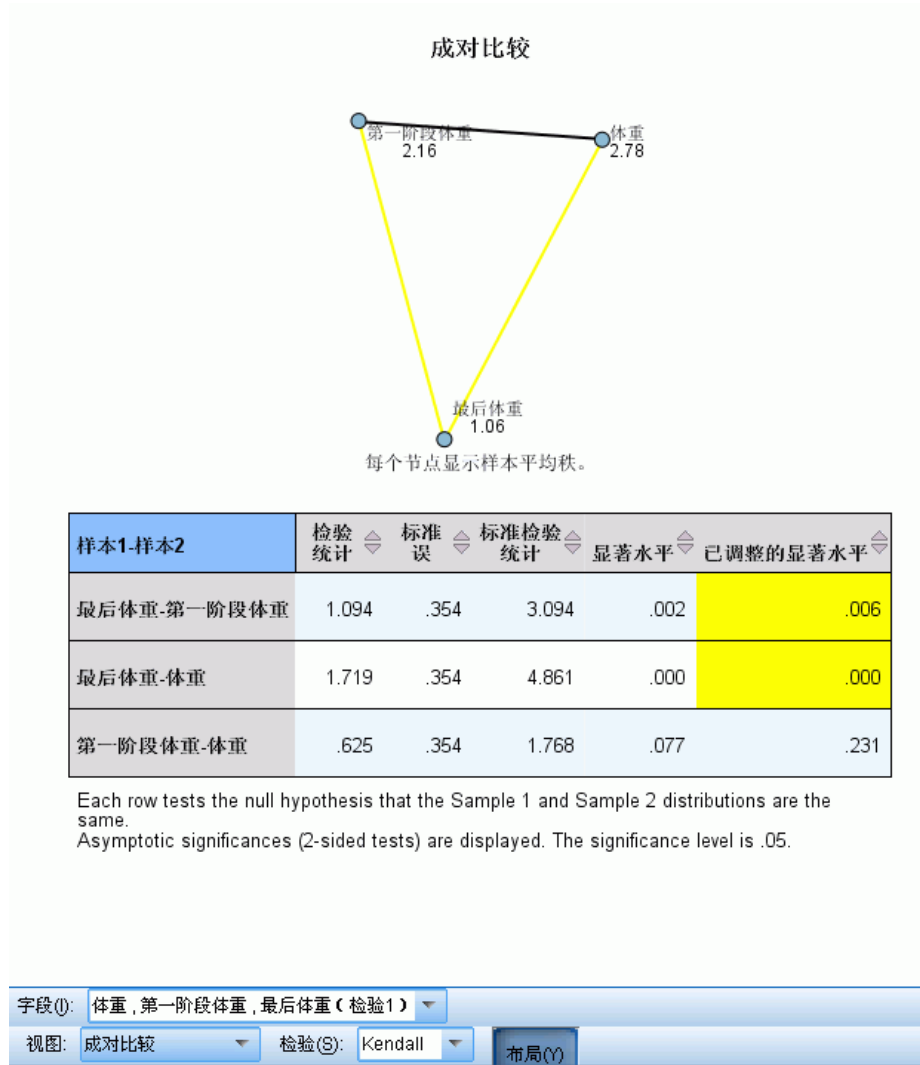 成对比较
第一阶段体重
2.16
体重
2.78
最后体重
1.06
每个节点显示样本平均秩。
样本1-样本2 检验统计 标准误 标准检验统计 显著水平 已调整的显著水平
最后体重-第一阶段体重 1.094 .354 3.094 .002 .006
最后体重-体重 1.719 .354 4.861 .000 .000
第一阶段体重-体重 .625 .354 1.768 .077 .231
Each row tests the null hypothesis that the Sample 1 and Sample 2 distributions are the
same.
Asymptotic significances (2-sided tests) are displayed. The significance level is .05.
字段(I): 体重,第一阶段体重,最后体重(检验1)
视图: 成对比较 检验(S): Kendall 布局(Y)